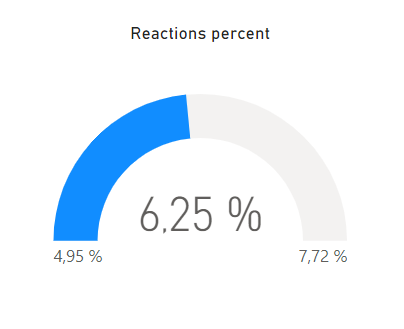 Reactions percent
6,25 %
4,95 %
7,72 %